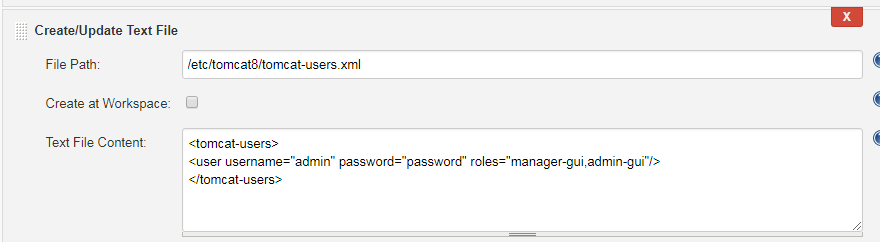 X
Create/Update Text File
File Path:
/etc/tomcat8/tomcat-users.xml
Create at Workspace:
Text File Content:
<tomcat-users>
<user username="admin" password="password" roles="manager-gui,admin-gui"/>
</tomcat-users>